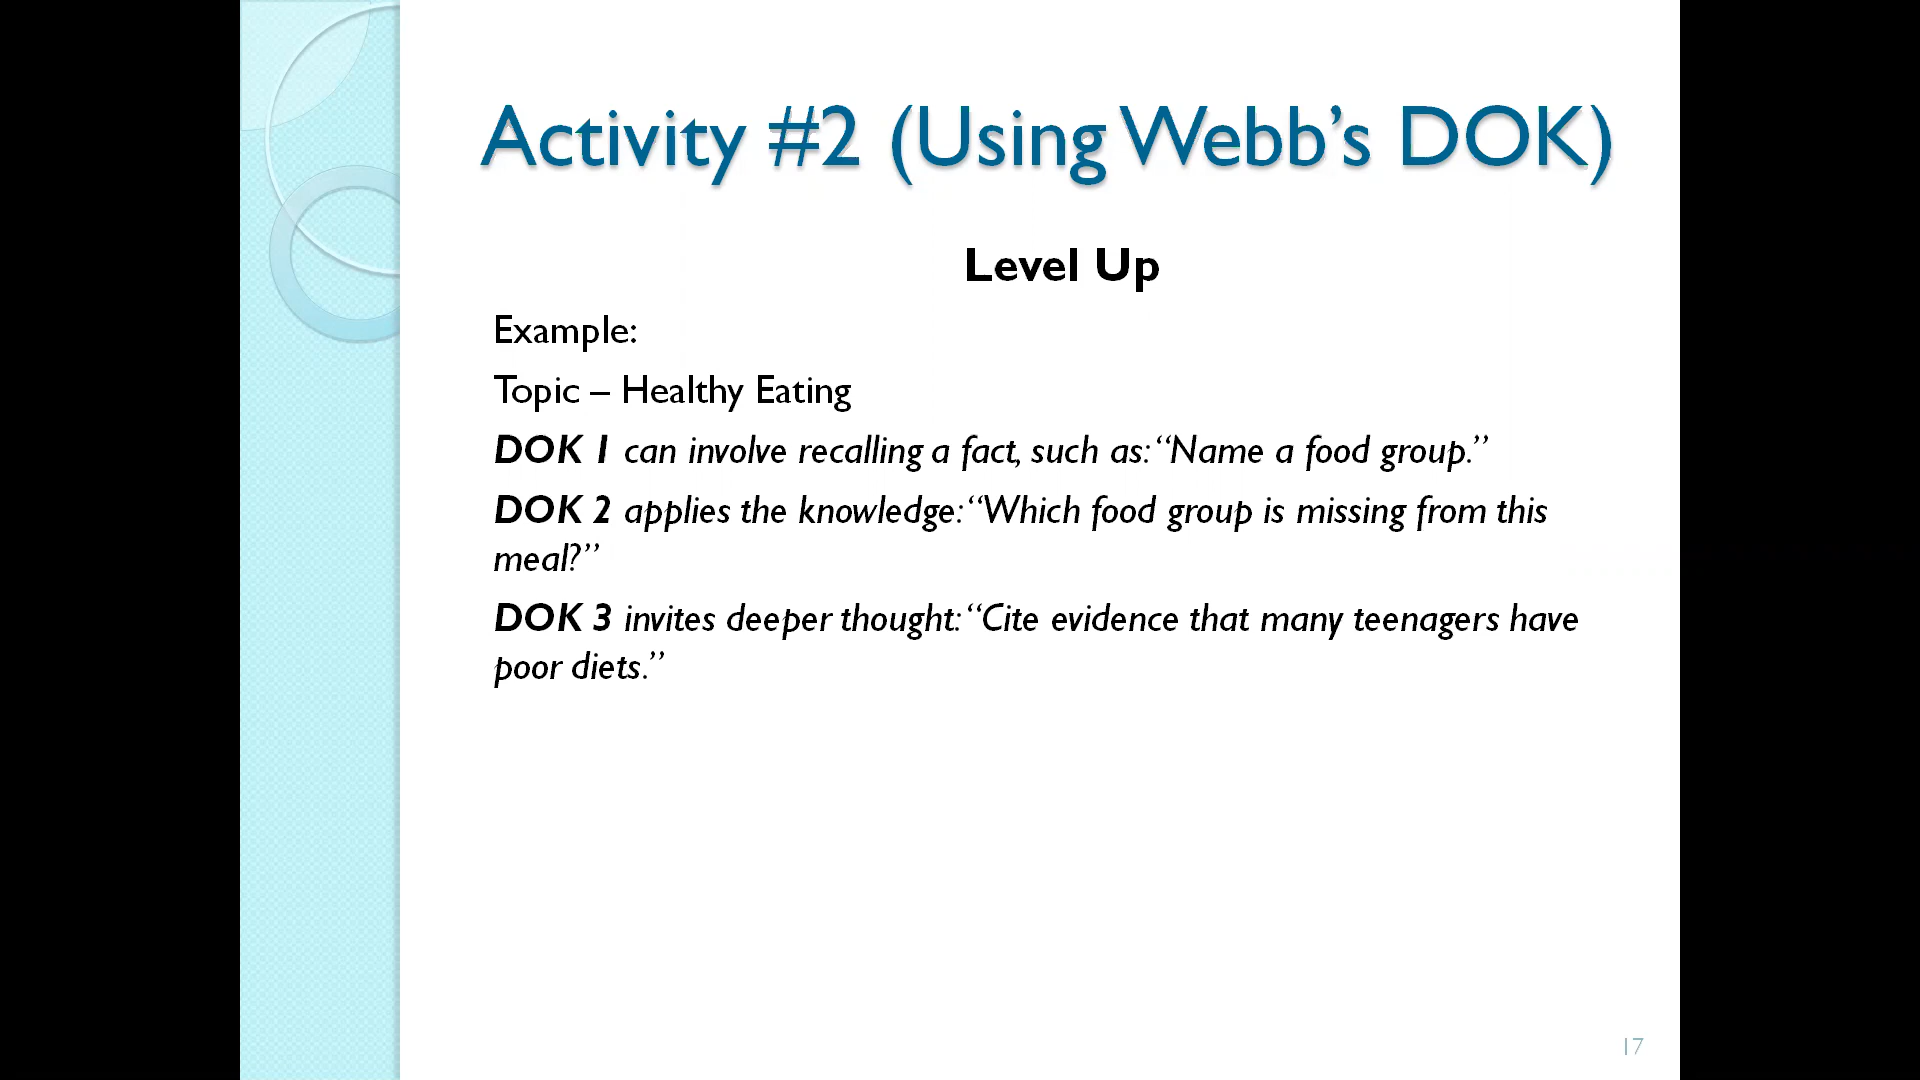 Activity #2 (Using Webb’s DOK)
Level Up
Example:
Topic – Healthy Eating
DOK 1 can involve recalling a fact, such as: “Name a food group.”
DOK 2 applies the knowledge: “Which food group is missing from this
meal?”
DOK 3 invites deeper thought: “Cite evidence that many teenagers have
poor diets.”
17